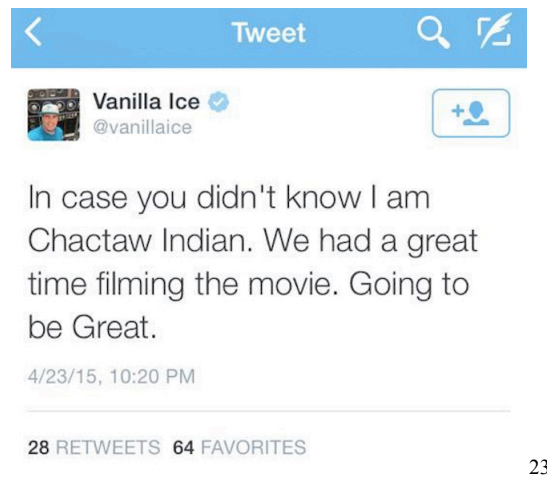 Tweet
Vanilla Ice
@vanillaice
In case you didn't know I am
Chactaw Indian. We had a great
time filming the movie. Going to
be Great.
4/23/15, 10:20 PM
28 RETWEETS 64 FAVORITES
23